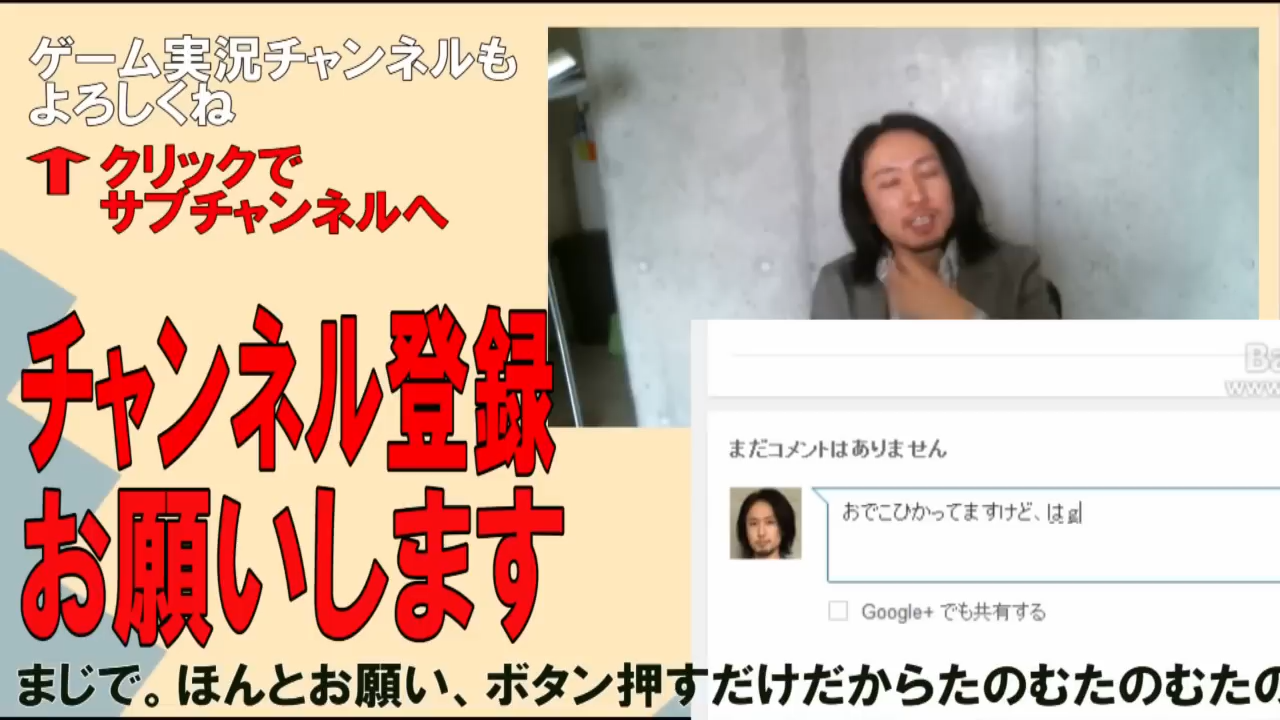 ゲーム実況チャンネルも
よろしくね
クリックで
サブチャンネルへ
チャンネル登録
お願いします
Ba
www
まだコメントはありません
おでこひかってますけど、はg
Google+ でも共有する
まじで。ほんとお願い、ボタン押すだけだからたのむたのむたの